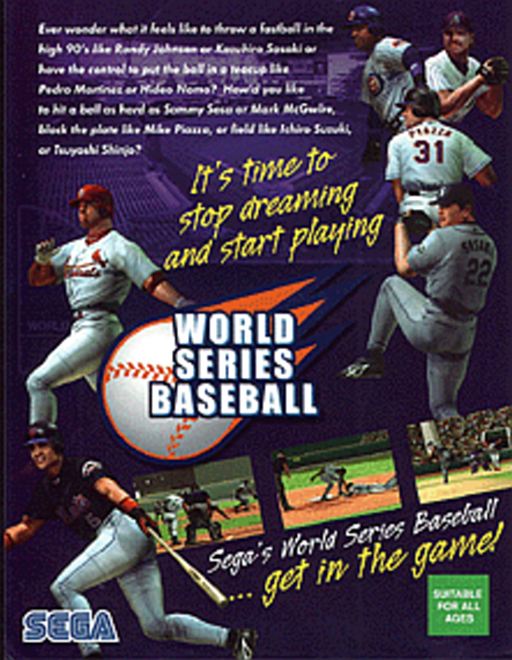 Ever wonder what it feels like to throw a fastball in the
high 90's like Randy Johnson or Kazuhiro Sasaki or
have the control to put the ball in a teacup like
Pedro Martinez or Hideo Nomo? How'd you like
to hit a ball as hard as Sammy Sosa or Mark McGwire,
block the plate like Mike Piazza, or field like Ichiro Suzuki,
or Tsuyoshi Shinjo?
It's time to
stop dreaming
and start playing
PIAZZA
31
SASAKI
22
Cardinals
WORLD
WORLD
SERIES
BASEBALL
Sega's World Series Baseball
... get in the game!
SEGA
SUITABLE
FOR ALL
AGES